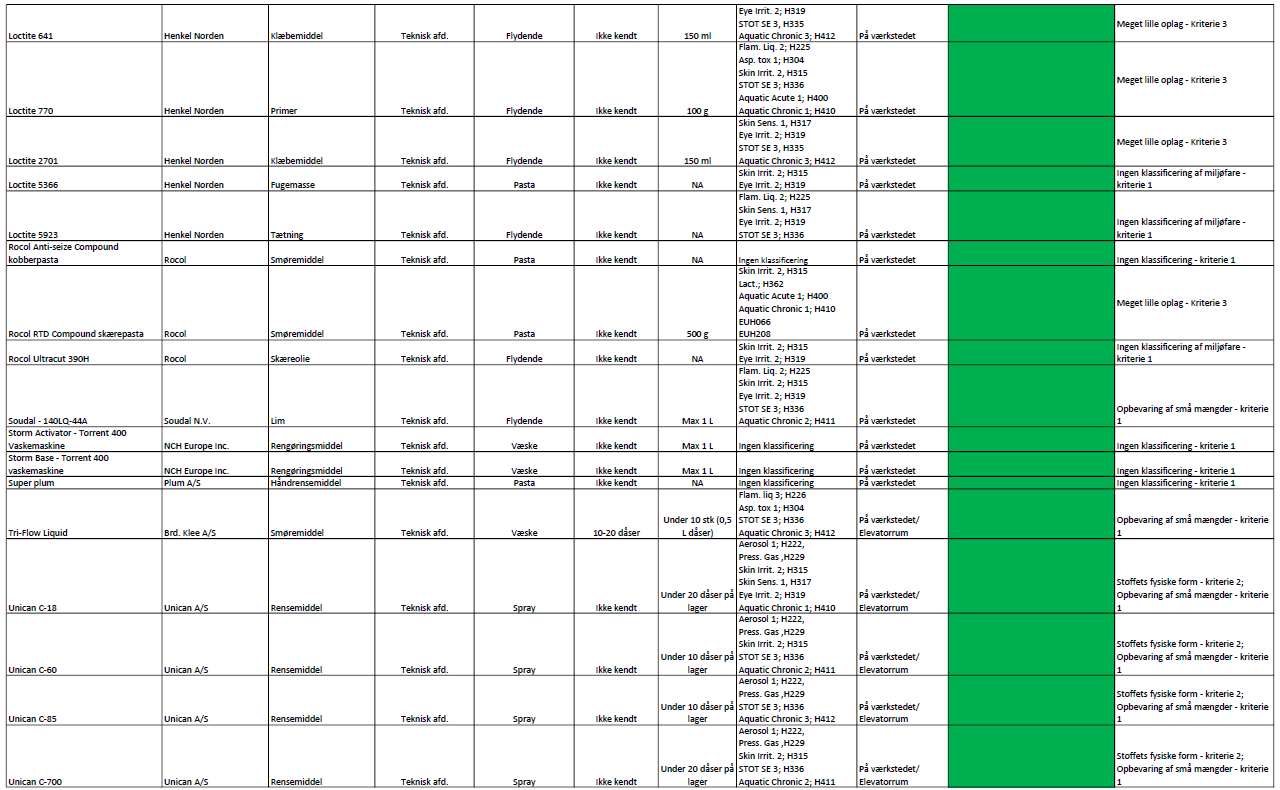 Loctite 641 Henkel Norden Klæbemiddel Teknisk afd. Flydende Ikke kendt 150 ml Eye Irrit. 2; H319
STOT SE 3, H335
Aquatic Chronic 3; H412 På værkstedet Meget lille oplag - Kriterie 3
Loctite 770 Henkel Norden Primer Teknisk afd. Flydende Ikke kendt 100 g Flam. Liq. 2; H225
Asp. tox 1; H304
Skin Irrit. 2, H315
STOT SE 3; H336
Aquatic Acute 1; H400
Aquatic Chronic 1; H410 På værkstedet Meget lille oplag - Kriterie 3
Loctite 2701 Henkel Norden Klæbemiddel Teknisk afd. Flydende Ikke kendt 150 ml Skin Sens. 1, H317
Eye Irrit. 2; H319
STOT SE 3, H335
Aquatic Chronic 3; H412 På værkstedet Meget lille oplag - Kriterie 3
Loctite 5366 Henkel Norden Fugemasse Teknisk afd. Pasta Ikke kendt NA Skin Irrit. 2; H315
Eye Irrit. 2; H319 På værkstedet Ingen klassificering af miljøfare -
kriterie 1
Loctite 5923 Henkel Norden Tætning Teknisk afd. Flydende Ikke kendt NA Flam. Liq. 2; H225
Skin Sens. 1, H317
Eye Irrit. 2; H319
STOT SE 3; H336 På værkstedet Ingen klassificering af miljøfare -
kriterie 1
Rocol Anti-seize Compound
kobberpasta Rocol Smøremiddel Teknisk afd. Pasta Ikke kendt NA Ingen klassificering På værkstedet Ingen klassificering - kriterie 1
Rocol RTD Compound skærepasta Rocol Smøremiddel Teknisk afd. Pasta Ikke kendt 500 g Skin Irrit. 2, H315
Lact.; H362
Aquatic Acute 1; H400
Aquatic Chronic 1; H410
EUH066
EUH208 På værkstedet Meget lille oplag - Kriterie 3
Rocol Ultracut 390H Rocol Skæreolie Teknisk afd. Flydende Ikke kendt NA Skin Irrit. 2; H315
Eye Irrit. 2; H319 På værkstedet Ingen klassificering af miljøfare -
kriterie 1
Soudal - 140LQ-44A Soudal N.V. Lim Teknisk afd. Flydende Ikke kendt Max 1 L Flam. Liq. 2; H225
Skin Irrit. 2; H315
Eye Irrit. 2; H319
STOT SE 3; H336
Aquatic Chronic 2; H411 På værkstedet Opbevaring af små mængder - kriterie
1
Storm Activator - Torrent 400
Vaskemaskine NCH Europe Inc. Rengøringsmiddel Teknisk afd. Væske Ikke kendt Max 1 L Ingen klassificering På værkstedet Ingen klassificering - kriterie 1
Storm Base - Torrent 400
vaskemaskine NCH Europe Inc. Rengøringsmiddel Teknisk afd. Væske Ikke kendt Max 1 L Ingen klassificering På værkstedet Ingen klassificering - kriterie 1
Super plum Plum A/S Håndrensemiddel Teknisk afd. Pasta Ikke kendt NA Ingen klassificering På værkstedet Ingen klassificering - kriterie 1
Tri-Flow Liquid Brd. Klee A/S Smøremiddel Teknisk afd. Væske 10-20 dåser Under 10 stk (0,5
L dåser) Flam. liq 3; H226
Asp. tox 1; H304
STOT SE 3; H336
Aquatic Chronic 3; H412 På værkstedet/
Elevatorrum Opbevaring af små mængder - kriterie
1
Unican C-18 Unican A/S Rensemiddel Teknisk afd. Spray Ikke kendt Under 20 dåser på
lager Aerosol 1; H222,
Press. Gas ,H229
Skin Irrit. 2; H315
Skin Sens. 1, H317
Eye Irrit. 2; H319
Aquatic Chronic 1; H410 På værkstedet/
Elevatorrum Stoffets fysiske form - kriterie 2;
Opbevaring af små mængder - kriterie
1
Unican C-60 Unican A/S Rensemiddel Teknisk afd. Spray Ikke kendt Under 10 dåser på
lager Aerosol 1; H222,
Press. Gas ,H229
Skin Irrit. 2; H315
STOT SE 3; H336
Aquatic Chronic 2; H411 På værkstedet/
Elevatorrum Stoffets fysiske form - kriterie 2;
Opbevaring af små mængder - kriterie
1
Unican C-85 Unican A/S Rensemiddel Teknisk afd. Spray Ikke kendt Under 10 dåser på
lager Aerosol 1; H222,
Press. Gas ,H229
STOT SE 3; H336
Aquatic Chronic 3; H412 På værkstedet/
Elevatorrum Stoffets fysiske form - kriterie 2;
Opbevaring af små mængder - kriterie
1
Unican C-700 Unican A/S Rensemiddel Teknisk afd. Spray Ikke kendt Under 20 dåser på
lager Aerosol 1; H222,
Press. Gas ,H229
Skin Irrit. 2; H315
STOT SE 3; H336
Aquatic Chronic 2; H411 På værkstedet/
Elevatorrum Stoffets fysiske form - kriterie 2;
Opbevaring af små mængder - kriterie
1